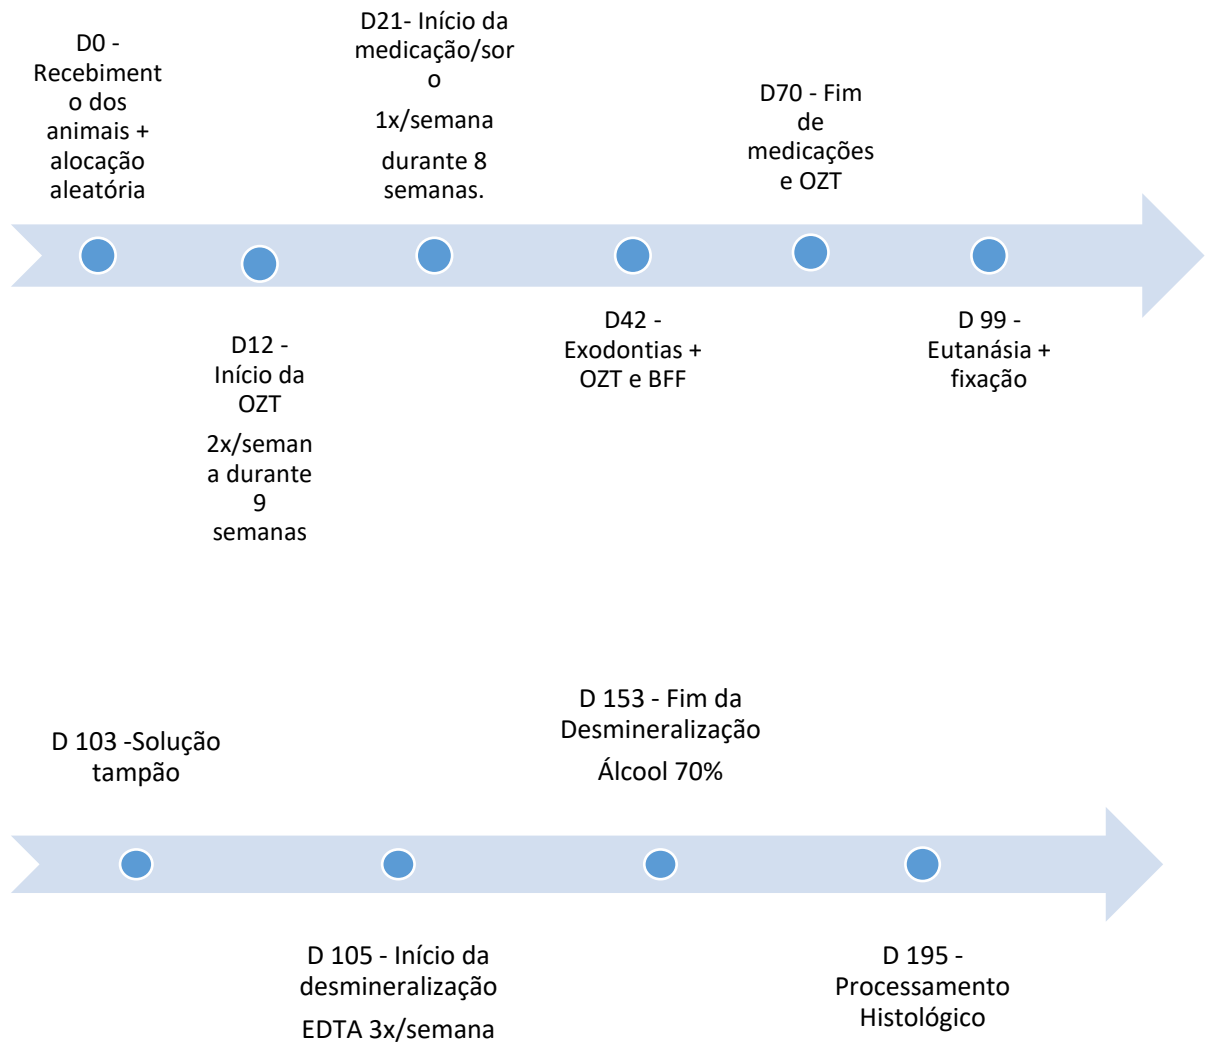 D0 -
Recebiment
o dos
animais +
alocação
aleatória
D12 -
Início da
OZT
2x/seman
a durante
9
semanas
D21- Início da
medicação/sor
o
1x/semana
durante 8
semanas.
D42 -
Exodontias +
OZT e BFF
D70 - Fim
de
medicações
e OZT
D 99 -
Eutanásia +
fixação
D 103 -Solução
tampão
D 105 - Início da
desmineralização
EDTA 3x/semana
D 153 - Fim da
Desmineralização
Álcool 70%
D 195 -
Processamento
Histológico